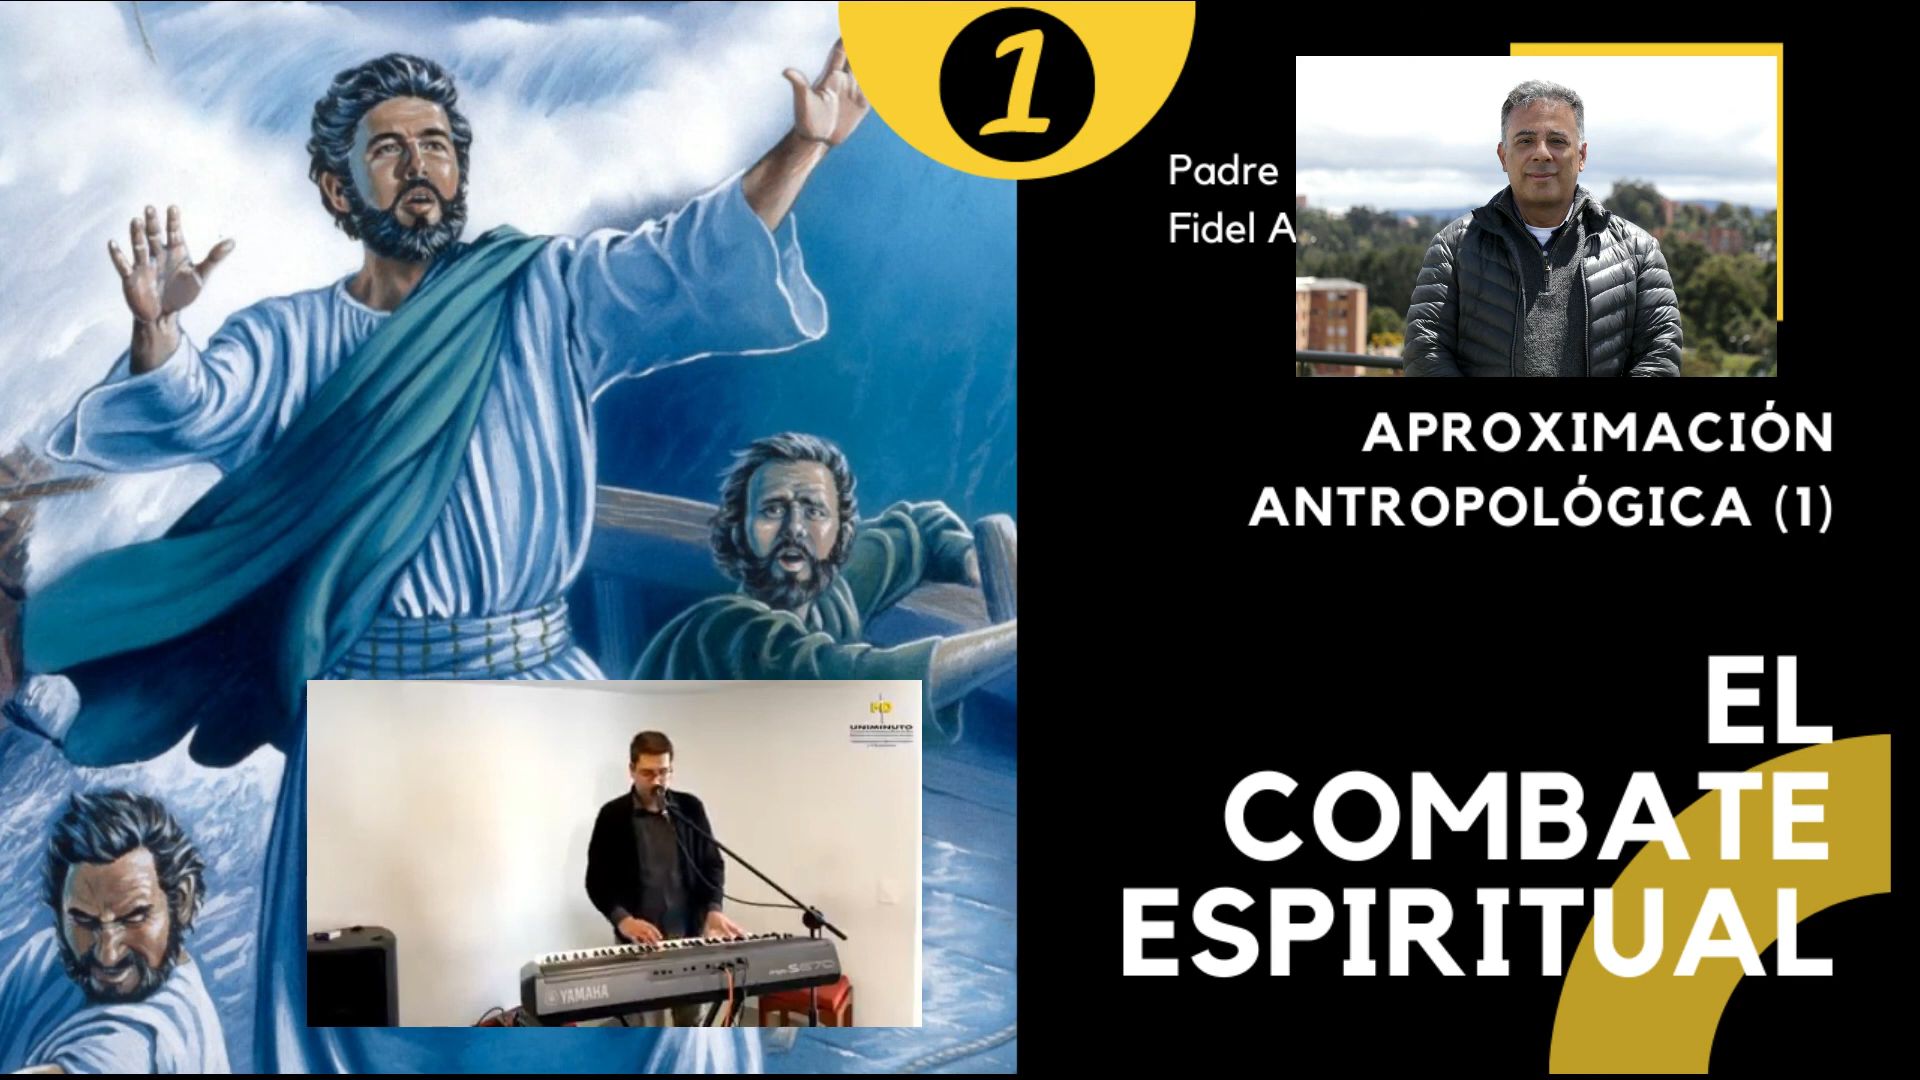 1
Padre
Fidel A
APROXIMACIÓN
ANTROPOLÓGICA (1)
EL
COMBATE
ESPIRITUAL
UNIMINUTO
YAMAHA